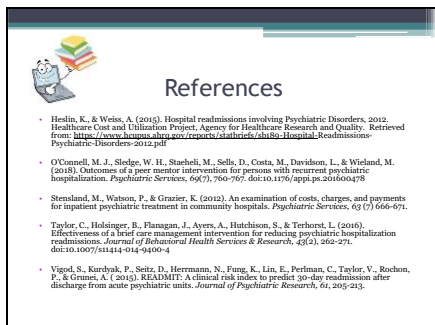 References
• Heslin, K., & Weiss, A. (2015). Hospital readmissions involving Psychiatric Disorders, 2012.
Healthcare Cost and Utilization Project, Agency for Healthcare Research and Quality. Retrieved
from: https://www.hcupus.ahrq.gov/reports/statbriefs/sb189-Hospital-Readmissions-
Psychiatric-Disorders-2012.pdf
• O'Connell, M. J., Sledge, W. H., Staeheli, M., Sells, D., Costa, M., Davidson, L., & Wieland, M.
(2018). Outcomes of a peer mentor intervention for persons with recurrent psychiatric
hospitalization. Psychiatric Services, 69(7), 760-767. doi:10.1176/appi.ps.201600478
• Stensland, M., Watson, P., & Grazier, K. (2012). An examination of costs, charges, and payments
for inpatient psychiatric treatment in community hospitals. Psychiatric Services, 63 (7) 666-671.
• Taylor, C., Holsinger, B., Flanagan, J., Ayers, A., Hutchison, S., & Terhorst, L. (2016).
Effectiveness of a brief care management intervention for reducing psychiatric hospitalization
readmissions. Journal of Behavioral Health Services & Research, 43(2), 262-271.
doi:10.1007/s11414-014-9400-4
• Vigod, S., Kurdyak, P., Seitz, D., Herrmann, N., Fung, K., Lin, E., Perlman, C., Taylor, V., Rochon,
P., & Grunei, A. ( 2015). READMIT: A clinical risk index to predict 30-day readmission after
discharge from acute psychiatric units. Journal of Psychiatric Research, 61, 205-213.